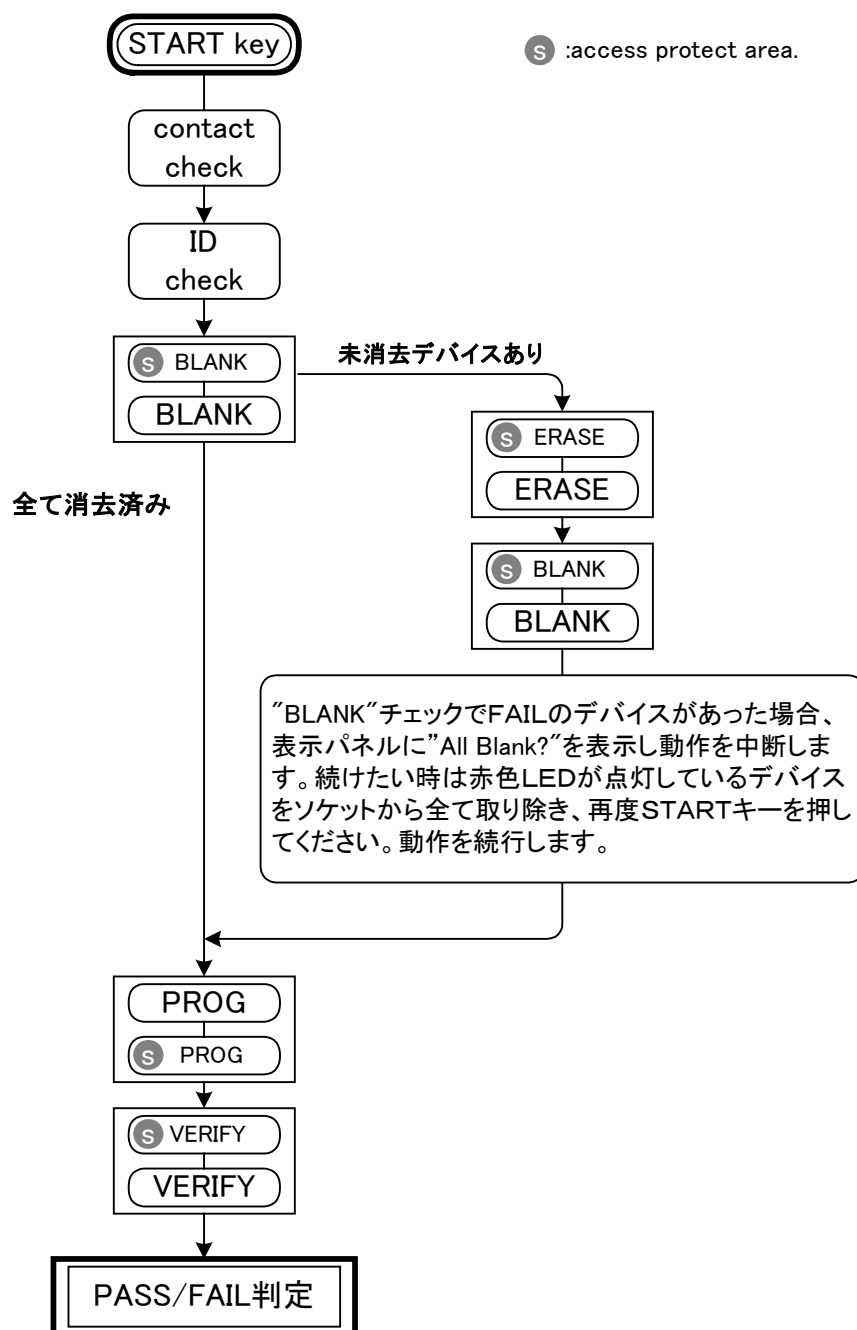 START key
s :access protect area.
contact
check
ID
check
s BLANK
BLANK
未消去デバイスあり
s ERASE
ERASE
全て消去済み
s BLANK
BLANK
"BLANK"チェックでFAILのデバイスがあった場合、
表示パネルに"All Blank?"を表示し動作を中断しま
す。続けたい時は赤色LEDが点灯しているデバイス
をソケットから全て取り除き、再度STARTキーを押し
てください。動作を続行します。
PROG
s PROG
s VERIFY
VERIFY
PASS/FAIL判定